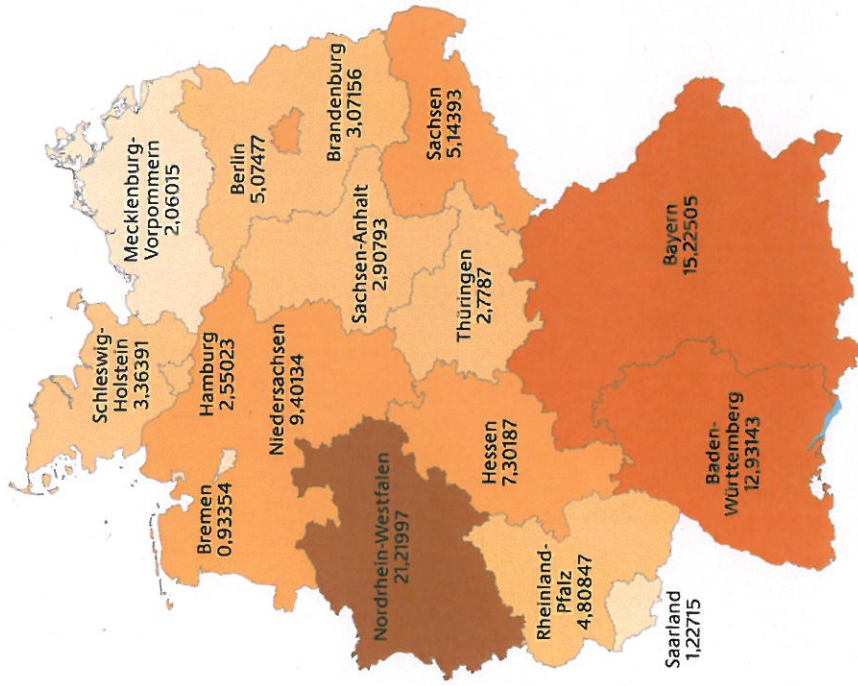 Schleswig-
Holstein
3,36391
Mecklenburg-
Vorpommern
2,06015
Hamburg
2,55023
Bremen
0,93354
Niedersachsen
9,40134
Berlin
5,07477
Brandenburg
3,07156
Sachsen-Anhalt
2,90793
Nordrhein-Westfalen
21,21997
Sachsen
5,14393
Thüringen
2,7787
Hessen
7,30187
Rheinland-
Pfalz
4,80847
Saarland
1,22715
Bayern
15,22505
Baden-
Württemberg
12,93143